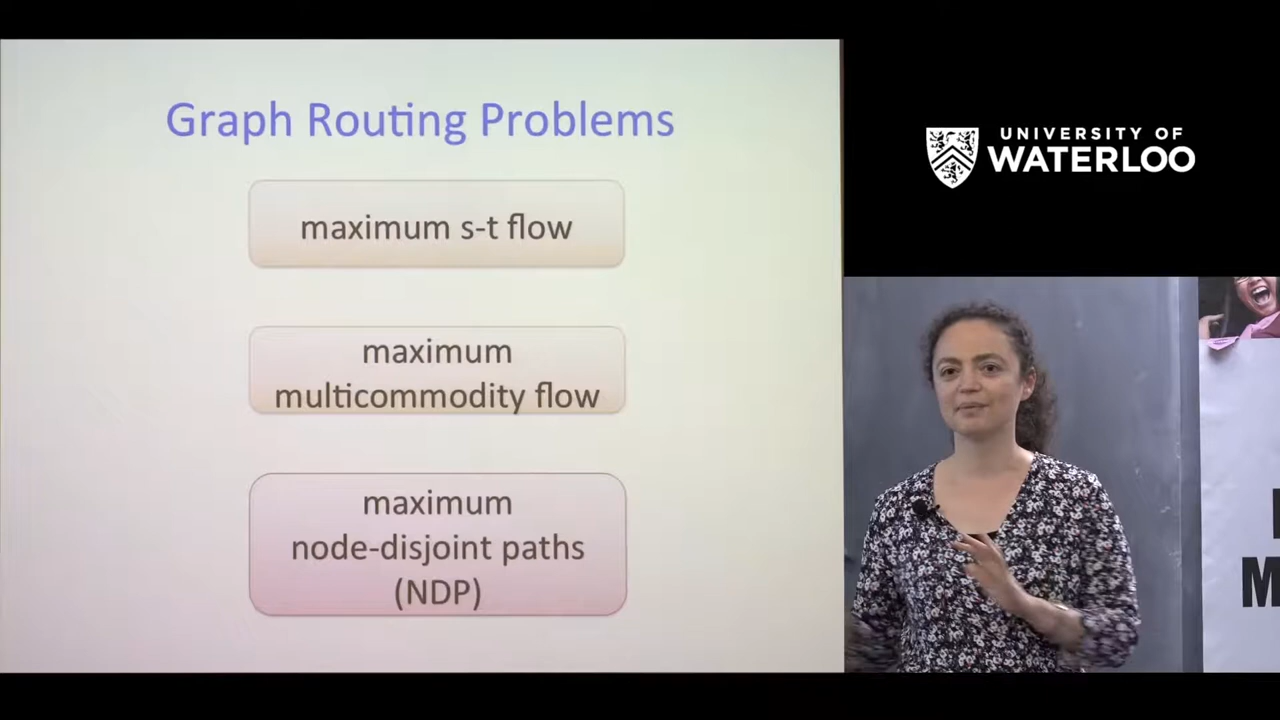 Graph Routing Problems
maximum s-t flow
maximum
multicommodity flow
maximum
node-disjoint paths
(NDP)
UNIVERSITY OF
WATERLOO
M